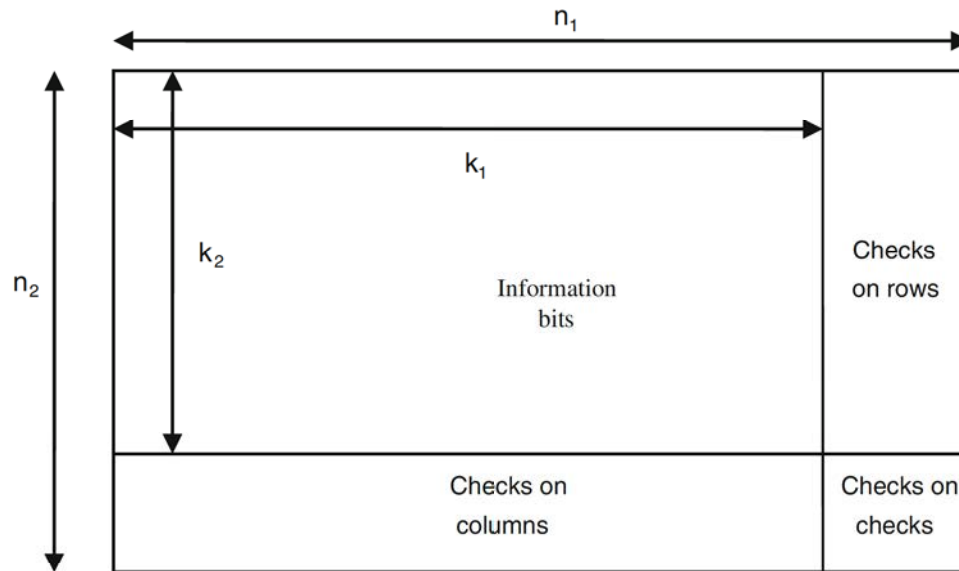 n₁
k₁
k₂
n₂
Checks
on rows
Information
bits
Checks on
columns
Checks on
checks